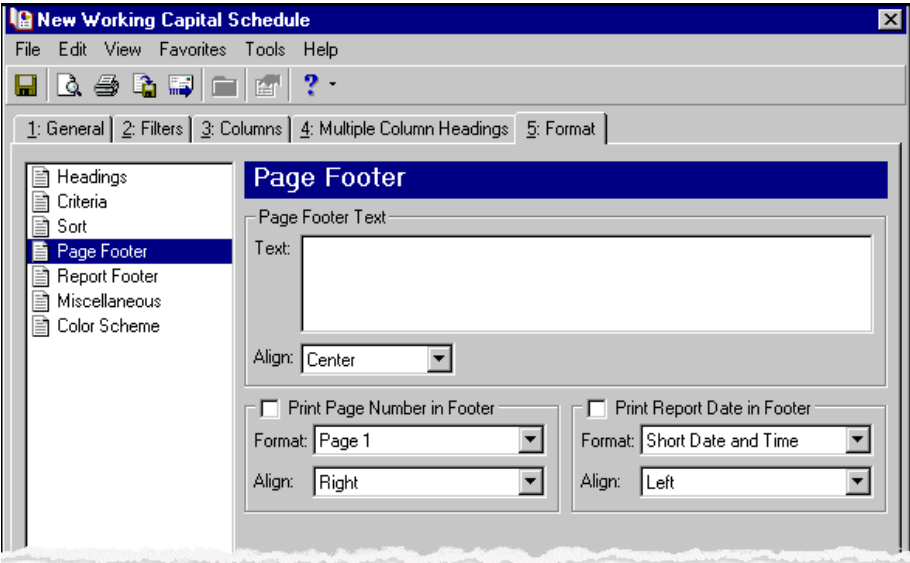 New Working Capital Schedule
File Edit View Favorites Tools Help
?
1: General 2: Filters 3: Columns 4: Multiple Column Headings 5: Format
Headings
Criteria
Sort
Page Footer
Report Footer
Miscellaneous
Color Scheme
Page Footer
Page Footer Text
Text:
Align: Center
Print Page Number in Footer
Format: Page 1
Align: Right
Print Report Date in Footer
Format: Short Date and Time
Align: Left